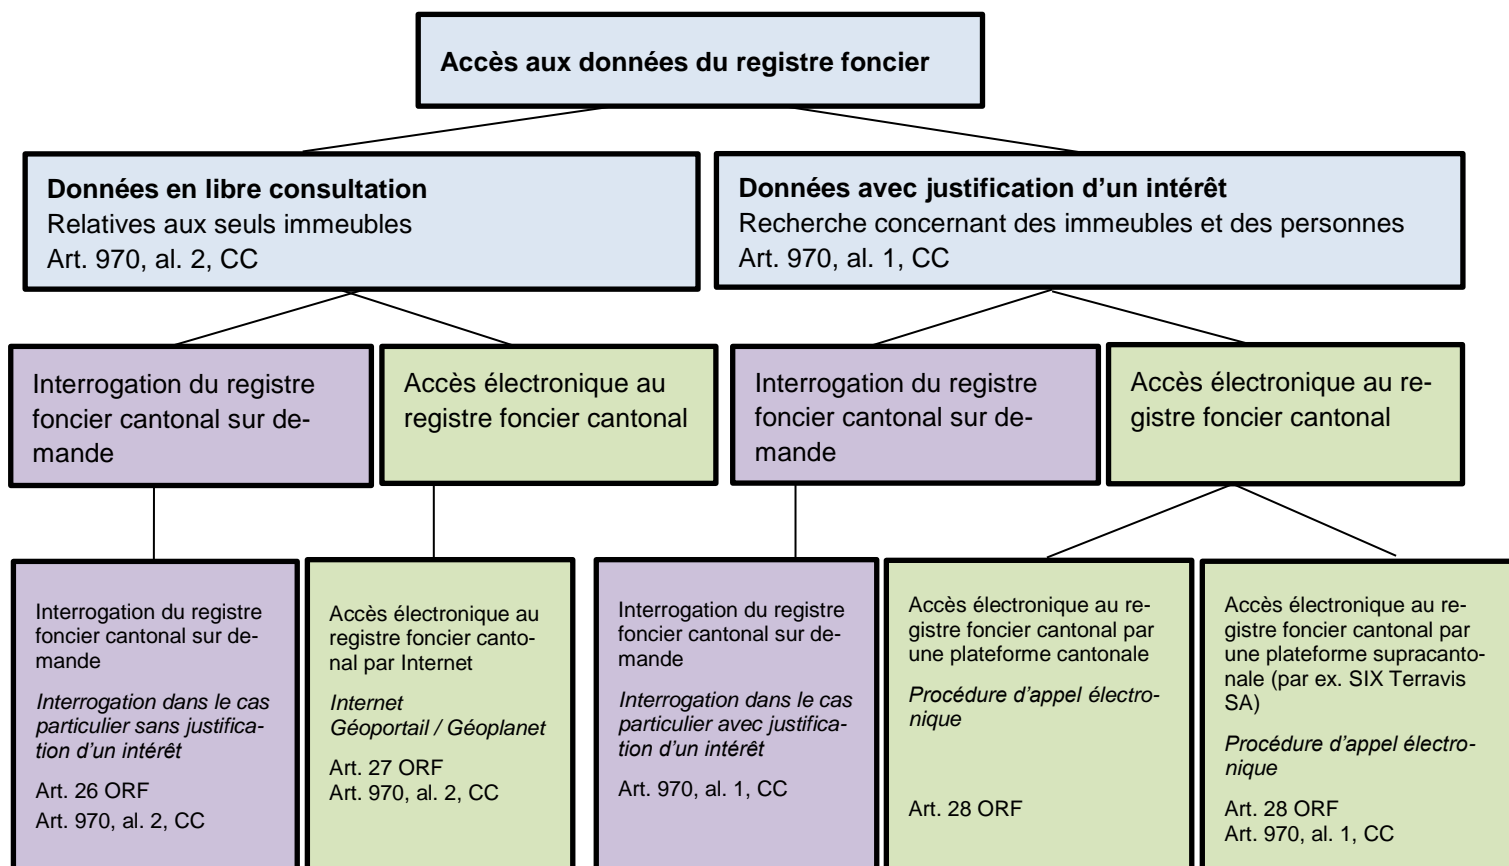 Accès aux données du registre foncier
Données en libre consultation
Relatives aux seuls immeubles
Art. 970, al. 2, CC
Données avec justification d'un intérêt
Recherche concernant des immeubles et des personnes
Art. 970, al. 1, CC
Interrogation du registre
foncier cantonal sur de-
mande
Accès électronique au
registre foncier cantonal
Interrogation du registre
foncier cantonal sur de-
mande
Accès électronique au re-
gistre foncier cantonal
Interrogation du registre
foncier cantonal sur de-
mande
Interrogation dans le cas
particulier sans justifica-
tion d'un intérêt
Art. 26 ORF
Art. 970, al. 2, CC
Accès électronique au
registre foncier canto-
nal par Internet
Internet
Géoportail / Géoplanet
Art. 27 ORF
Art. 970, al. 2, CC
Interrogation du registre
foncier cantonal sur de-
mande
Interrogation dans le cas
particulier avec justifica-
tion d'un intérêt
Art. 970, al. 1, CC
Accès électronique au re-
gistre foncier cantonal par
une plateforme cantonale
Procédure d'appel électro-
nique
Art. 28 ORF
Accès électronique au re-
gistre foncier cantonal par
une plateforme supracanto-
nale (par ex. SIX Terravis
SA)
Procédure d'appel électro-
nique
Art. 28 ORF
Art. 970, al. 1, CC